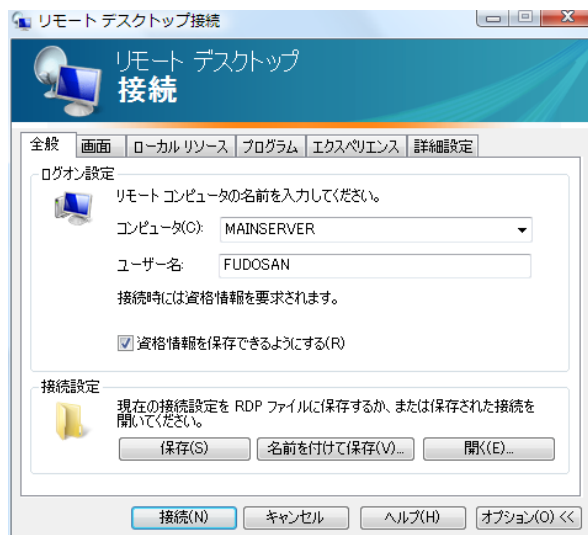 リモート デスクトップ接続
リモート デスクトップ
接続
全般 画面 ローカル リソース プログラム エクスペリエンス 詳細設定
ログオン設定
リモート コンピュータの名前を入力してください。
コンピュータ(C): MAINSERVER
ユーザー名: FUDOSAN
接続時には資格情報を要求されます。
資格情報を保存できるようにする(R)
接続設定
現在の接続設定を RDP ファイルに保存するか、または保存された接続を
開いてください。
保存(S) 名前を付けて保存(V)... 開く(E)...
接続(N) キャンセル ヘルプ(H) オプション(O) <<